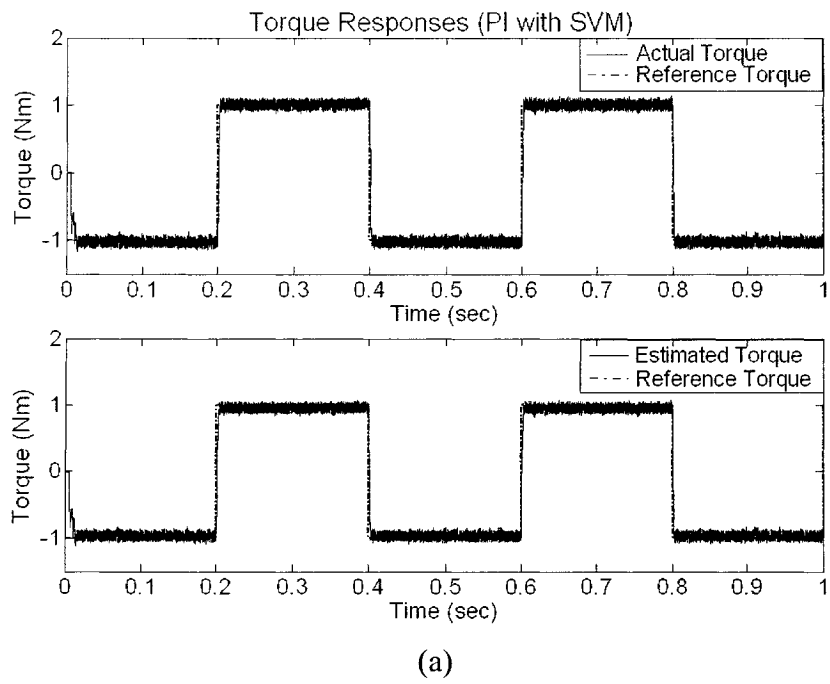 Torque Responses (PI with SVM)
2
1
0
-1
Torque (Nm)
Actual Torque
Reference Torque
0 0.1 0.2 0.3 0.4 0.5 0.6 0.7 0.8 0.9 1
Time (sec)
2
1
0
-1
Torque (Nm)
Estimated Torque
Reference Torque
0 0.1 0.2 0.3 0.4 0.5 0.6 0.7 0.8 0.9 1
Time (sec)
(a)